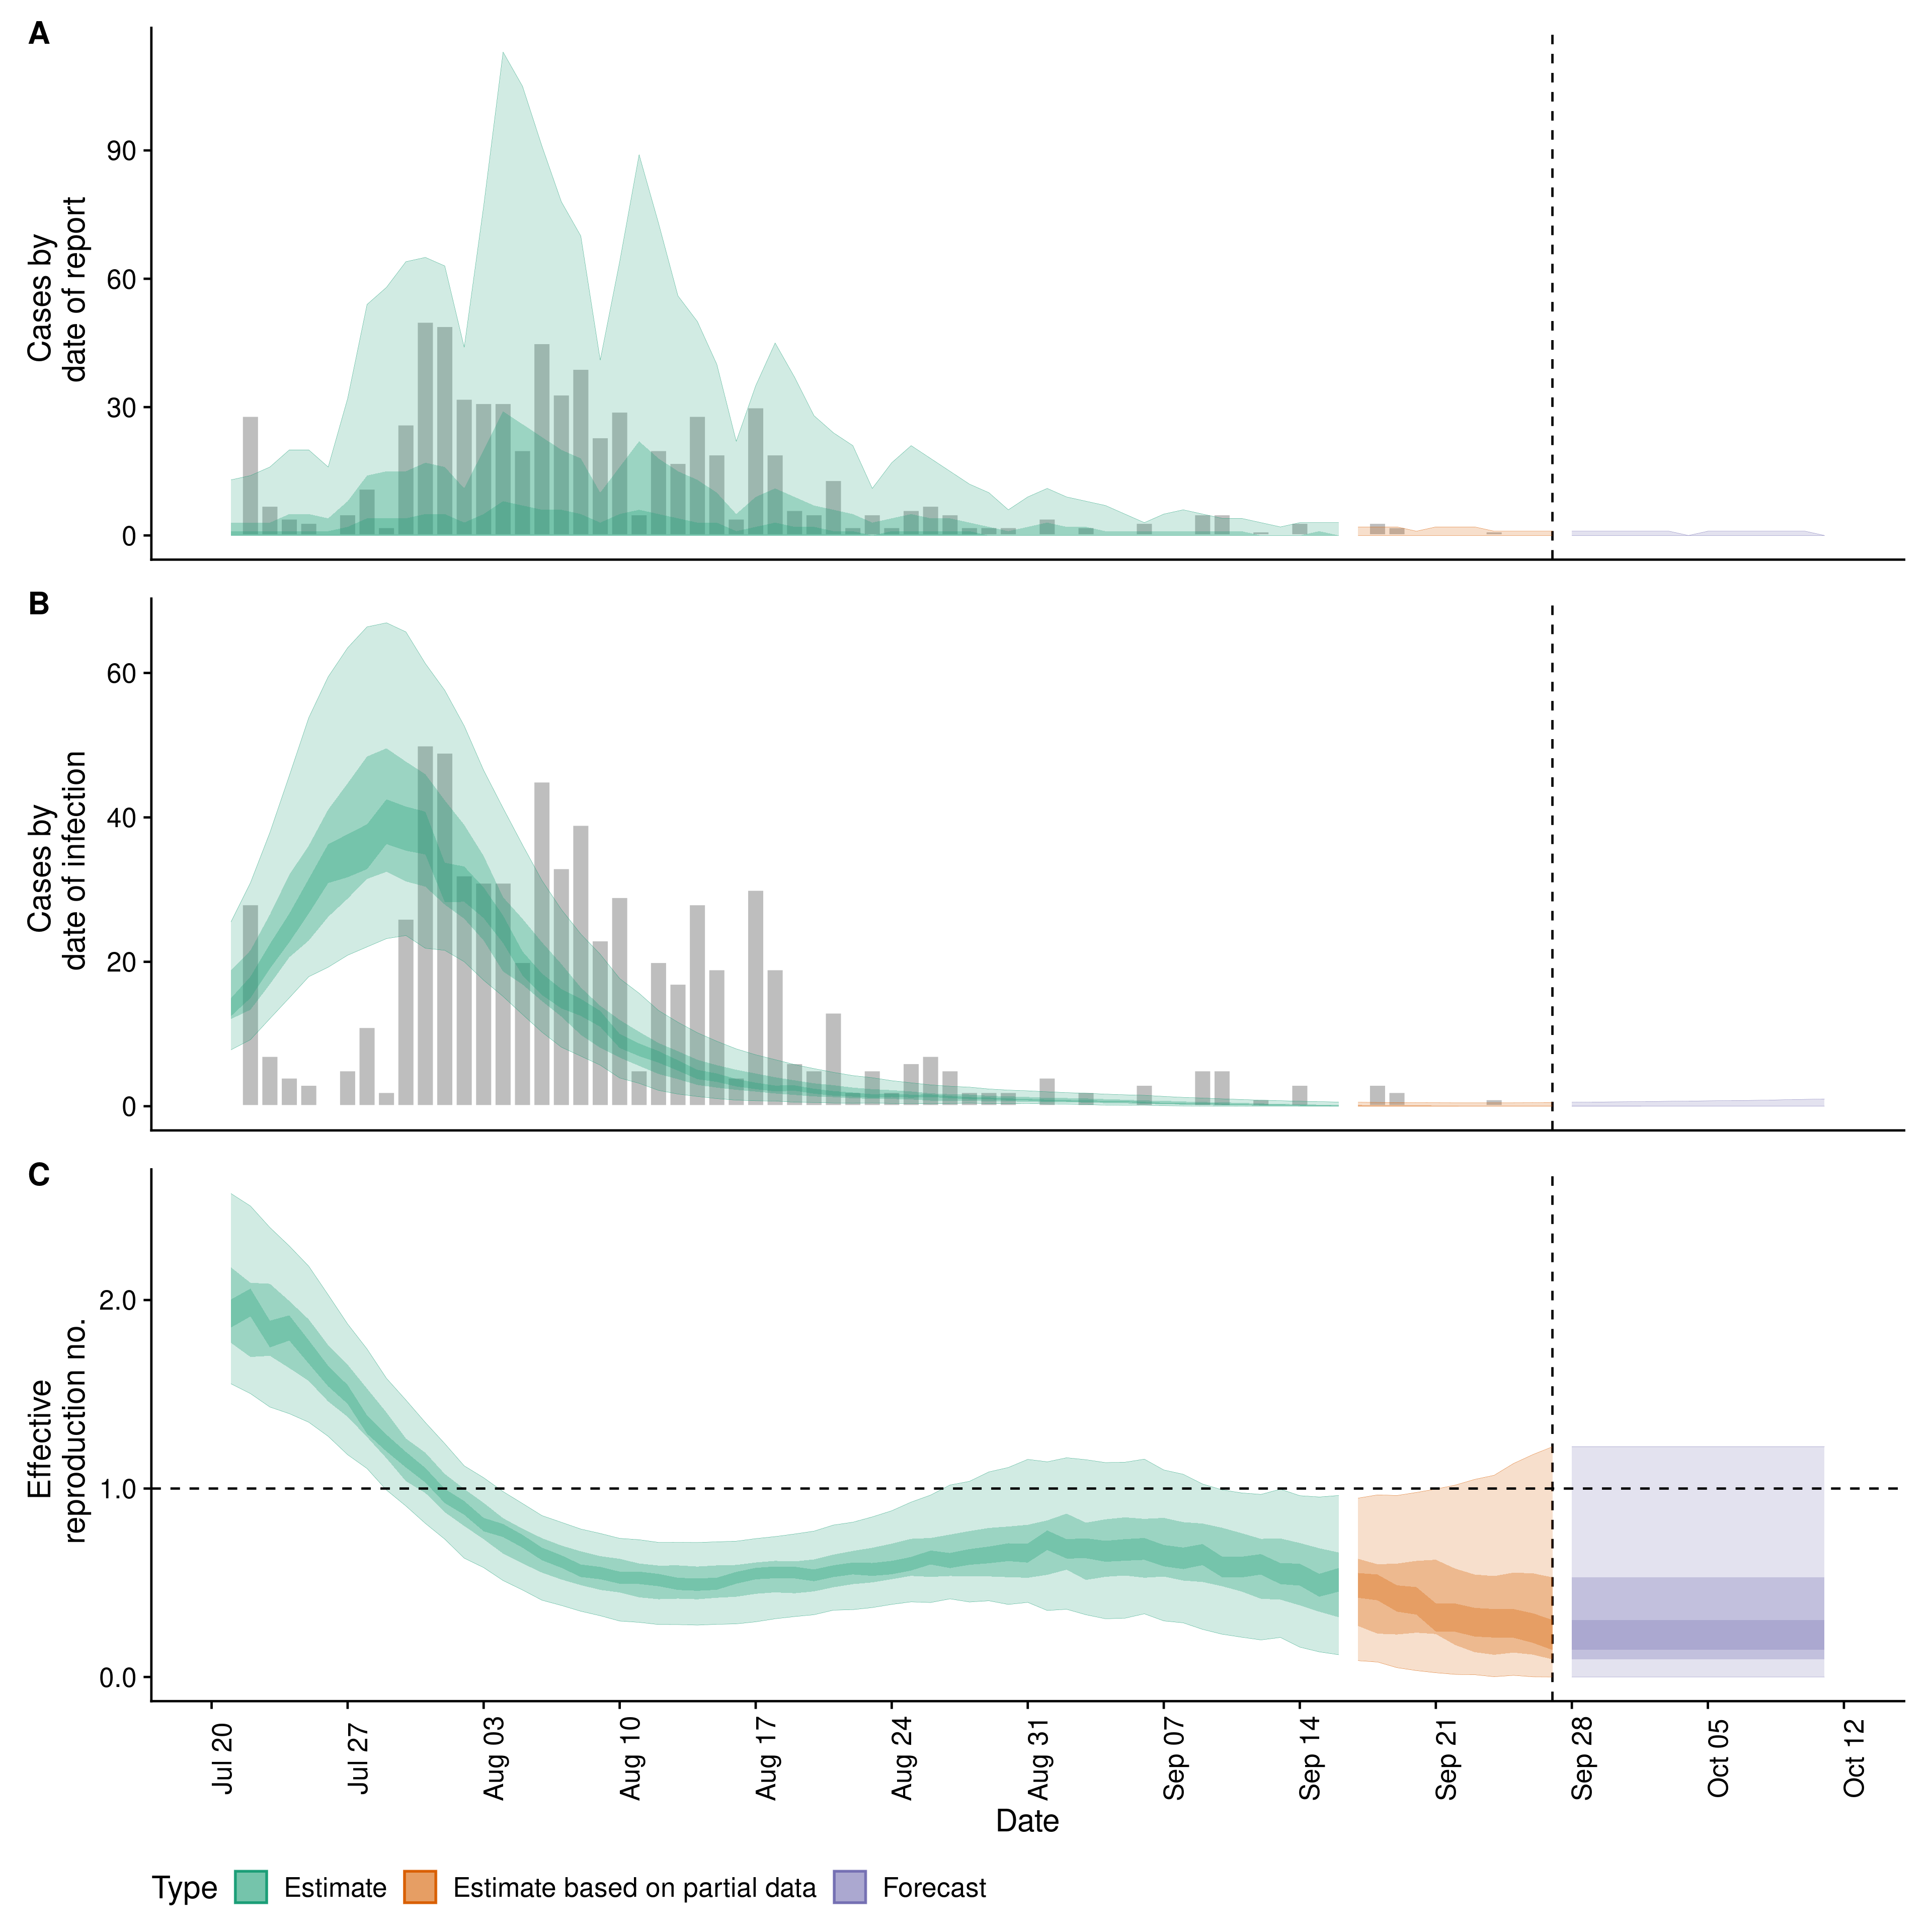 A
Cases by
date of report
90
60
30
0
B
Cases by
date of infection
60
40
20
0
C
Effective
reproduction no.
2.0
1.0
0.0
Jul 20
Jul 27
Aug 03
Aug 10
Aug 17
Aug 24
Aug 31
Sep 07
Sep 14
Sep 21
Sep 28
Oct 05
Oct 12
Date
Type Estimate Estimate based on partial data Forecast